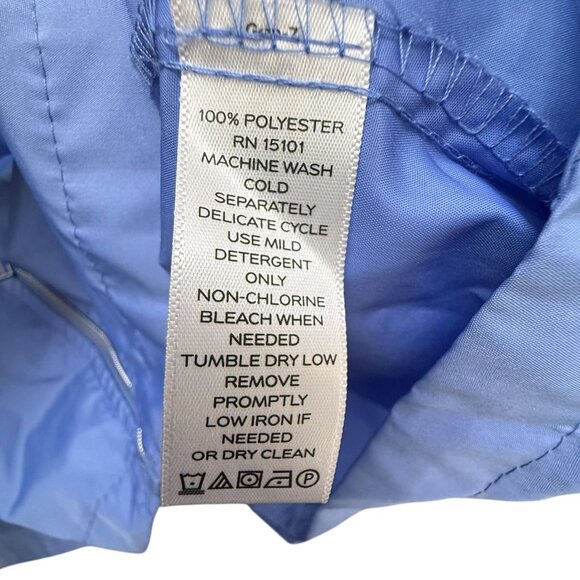 100% POLYESTER
RN 15101
MACHINE WASH
COLD
SEPARATELY
DELICATE CYCLE
USE MILD
DETERGENT
ONLY
NON-CHLORINE
BLEACH WHEN
NEEDED
TUMBLE DRY LOW
REMOVE
PROMPTLY
LOW IRON IF
NEEDED
OR DRY CLEAN
P